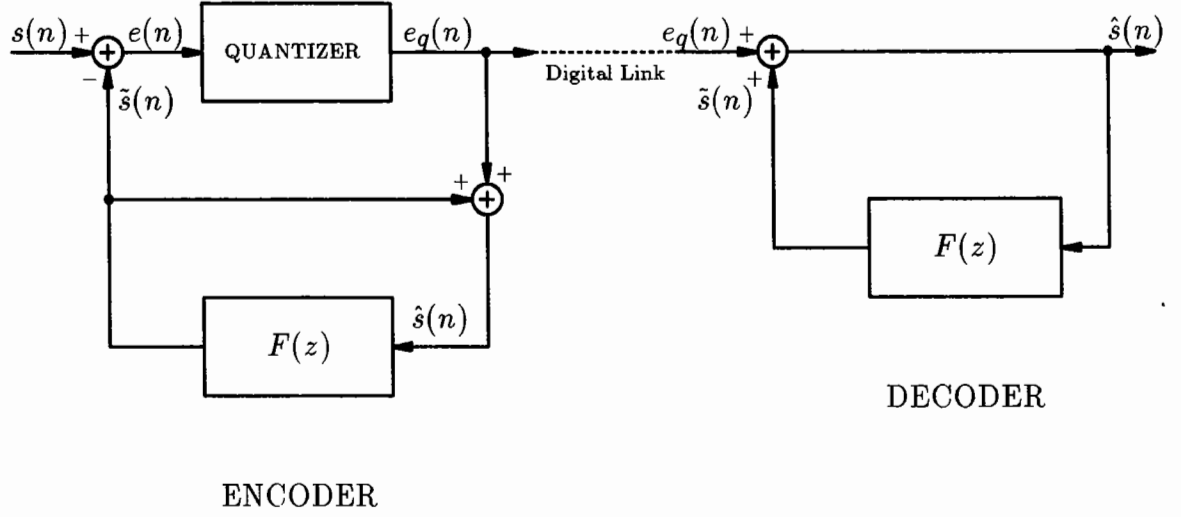 s(n) + e(n) QUANTIZER e_q(n) e_q(n) + ŝ(n)
− s̃(n) Digital Link s̃(n) +
+ +
F(z) ŝ(n) F(z)
DECODER
ENCODER